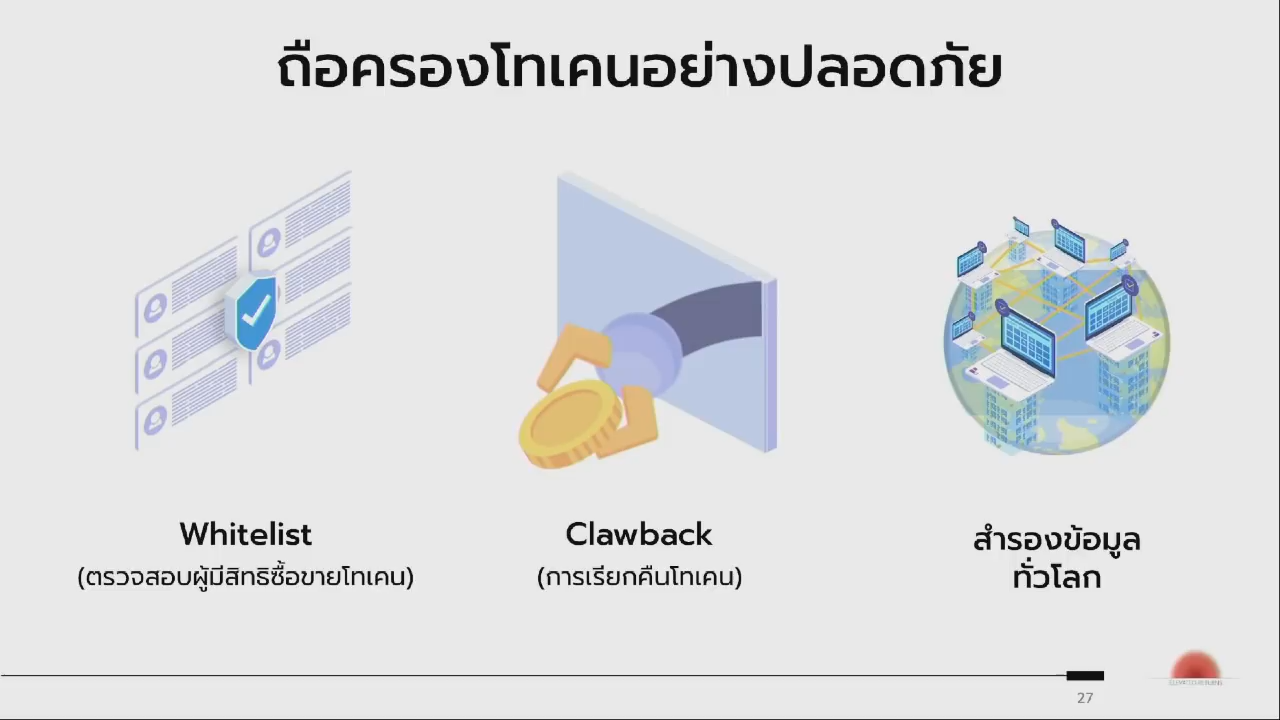 ถือครองโทเคนอย่างปลอดภัย
Whitelist
(ตรวจสอบผู้มีสิทธิซื้อขายโทเคน)
Clawback
(การเรียกคืนโทเคน)
สำรองข้อมูล
ทั่วโลก
27
ELEVATED RETURNS